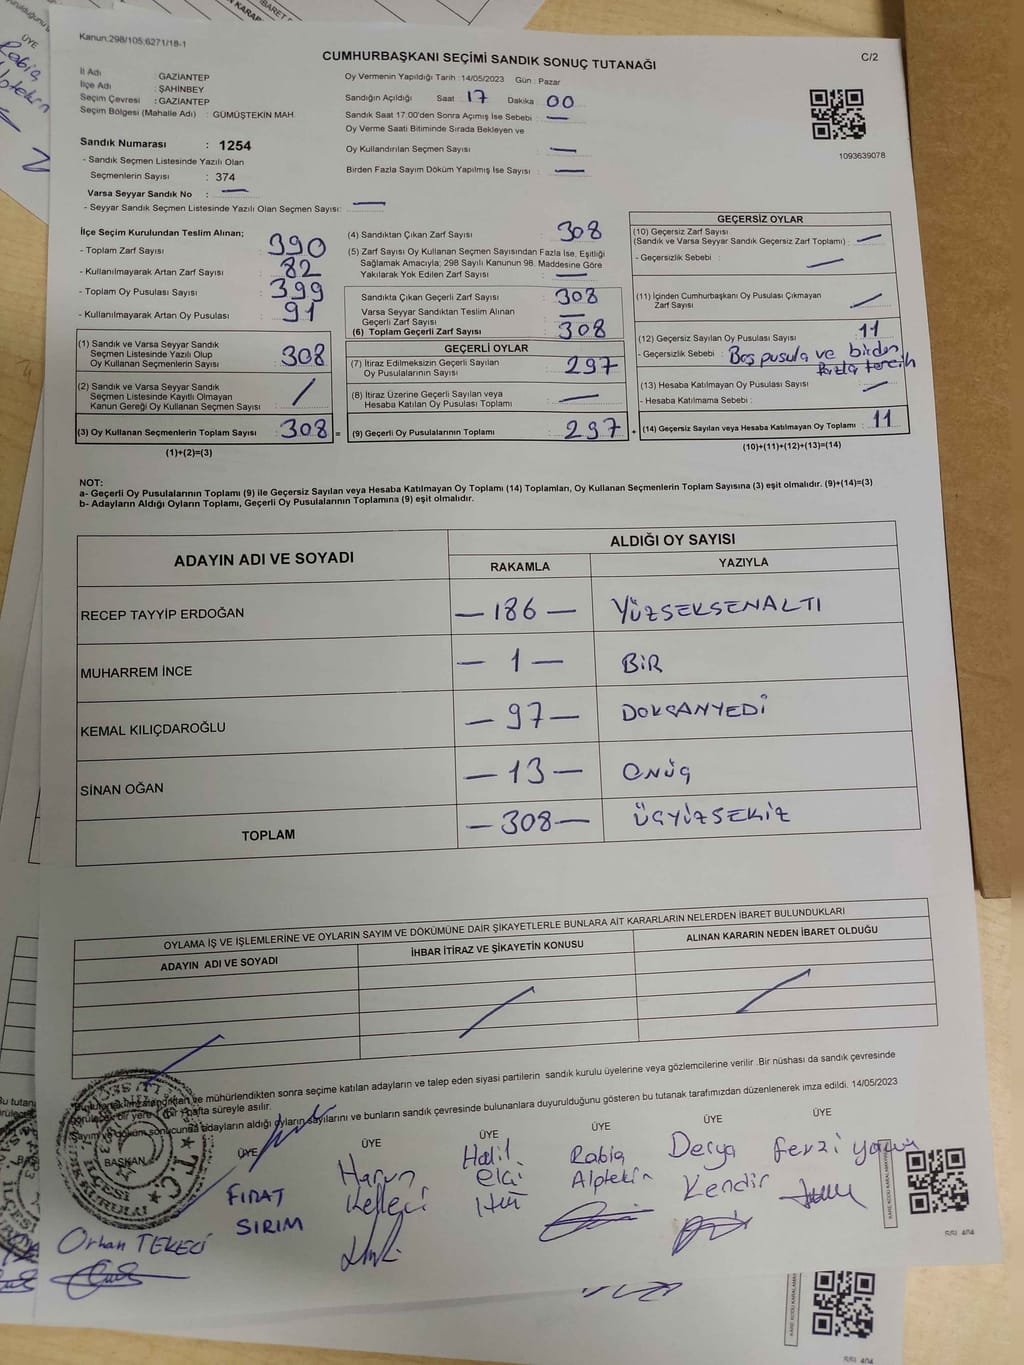 Kanun:298/105;6271/18-1
CUMHURBAŞKANI SEÇİMİ SANDIK SONUÇ TUTANAĞI
C/2
İl Adı : GAZİANTEP
İlçe Adı : ŞAHİNBEY
Seçim Çevresi : GAZİANTEP
Seçim Bölgesi (Mahalle Adı) : GÜMÜŞTEKİN MAH.
Oy Vermenin Yapıldığı Tarih : 14/05/2023 Gün : Pazar
Sandığın Açıldığı Saat 17 Dakika 00
Sandık Saat 17:00'den Sonra Açımış İse Sebebi : —
Oy Verme Saati Bitiminde Sırada Bekleyen ve
Oy Kullandırılan Seçmen Sayısı : —
Birden Fazla Sayım Döküm Yapılmış İse Sayısı : —
1093639078
Sandık Numarası : 1254
- Sandık Seçmen Listesinde Yazılı Olan
Seçmenlerin Sayısı : 374
Varsa Seyyar Sandık No : —
- Seyyar Sandık Seçmen Listesinde Yazılı Olan Seçmen Sayısı: —
İlçe Seçim Kurulundan Teslim Alınan;
- Toplam Zarf Sayısı : 390
- Kullanılmayarak Artan Zarf Sayısı : 82
- Toplam Oy Pusulası Sayısı : 399
- Kullanılmayarak Artan Oy Pusulası : 91
(1) Sandık ve Varsa Seyyar Sandık
Seçmen Listesinde Yazılı Olup
Oy Kullanan Seçmenlerin Sayısı : 308
(2) Sandık ve Varsa Seyyar Sandık
Seçmen Listesinde Kayıtlı Olmayan
Kanun Gereği Oy Kullanan Seçmen Sayısı : /
(3) Oy Kullanan Seçmenlerin Toplam Sayısı : 308 =
(1)+(2)=(3)
(4) Sandıktan Çıkan Zarf Sayısı : 308
(5) Zarf Sayısı Oy Kullanan Seçmen Sayısından Fazla İse, Eşitliği
Sağlamak Amacıyla; 298 Sayılı Kanunun 98. Maddesine Göre
Yakılarak Yok Edilen Zarf Sayısı : —
Sandıkta Çıkan Geçerli Zarf Sayısı : 308
Varsa Seyyar Sandıktan Teslim Alınan
Geçerli Zarf Sayısı : —
(6) Toplam Geçerli Zarf Sayısı : 308
GEÇERLİ OYLAR
(7) İtiraz Edilmeksizin Geçerli Sayılan
Oy Pusulalarının Sayısı : 297
(8) İtiraz Üzerine Geçerli Sayılan veya
Hesaba Katılan Oy Pusulası Toplamı : —
(9) Geçerli Oy Pusulalarının Toplamı : 297 +
GEÇERSİZ OYLAR
(10) Geçersiz Zarf Sayısı
(Sandık ve Varsa Seyyar Sandık Geçersiz Zarf Toplamı) : —
- Geçersizlik Sebebi : —
(11) İçinden Cumhurbaşkanı Oy Pusulası Çıkmayan
Zarf Sayısı : —
(12) Geçersiz Sayılan Oy Pusulası Sayısı : 11
- Geçersizlik Sebebi : Boş pusula ve birden
fazla tercih
(13) Hesaba Katılmayan Oy Pusulası Sayısı : —
- Hesaba Katılmama Sebebi :
(14) Geçersiz Sayılan veya Hesaba Katılmayan Oy Toplamı : 11
(10)+(11)+(12)+(13)=(14)
NOT:
a- Geçerli Oy Pusulalarının Toplamı (9) ile Geçersiz Sayılan veya Hesaba Katılmayan Oy Toplamı (14) Toplamları, Oy Kullanan Seçmenlerin Toplam Sayısına (3) eşit olmalıdır. (9)+(14)=(3)
b- Adayların Aldığı Oyların Toplamı, Geçerli Oy Pusulalarının Toplamına (9) eşit olmalıdır.
ADAYIN ADI VE SOYADI
ALDIĞI OY SAYISI
RAKAMLA
YAZIYLA
RECEP TAYYİP ERDOĞAN — 186 — YÜZSEKSENALTI
MUHARREM İNCE — 1 — BİR
KEMAL KILIÇDAROĞLU — 97 — DOKSANYEDİ
SİNAN OĞAN — 13 — ONÜÇ
TOPLAM — 308 — ÜÇYÜZSEKİZ
OYLAMA İŞ VE İŞLEMLERİNE VE OYLARIN SAYIM VE DÖKÜMÜNE DAİR ŞİKAYETLERLE BUNLARA AİT KARARLARIN NELERDEN İBARET BULUNDUKLARI
ADAYIN ADI VE SOYADI
İHBAR İTİRAZ VE ŞİKAYETİN KONUSU
ALINAN KARARIN NEDEN İBARET OLDUĞU
ve mühürlendikten sonra seçime katılan adayların ve talep eden siyasi partilerin sandık kurulu üyelerine veya gözlemcilerine verilir .Bir nüshası da sandık çevresinde
bir hafta süreyle asılır.
sonucunda adayların aldığı oyların sayılarını ve bunların sandık çevresinde bulunanlara duyurulduğunu gösteren bu tutanak tarafımızdan düzenlenerek imza edildi. 14/05/2023
BAŞKAN
ÜYE ÜYE ÜYE ÜYE ÜYE ÜYE
Orhan TEKECİ
FIRAT
SIRIM
Harun
Kelleci
Halil
elçi
Rabia
Alptekin
Derya
Kendir
fevzi
SSL 404
SSL 404
ÜYE
Rabia